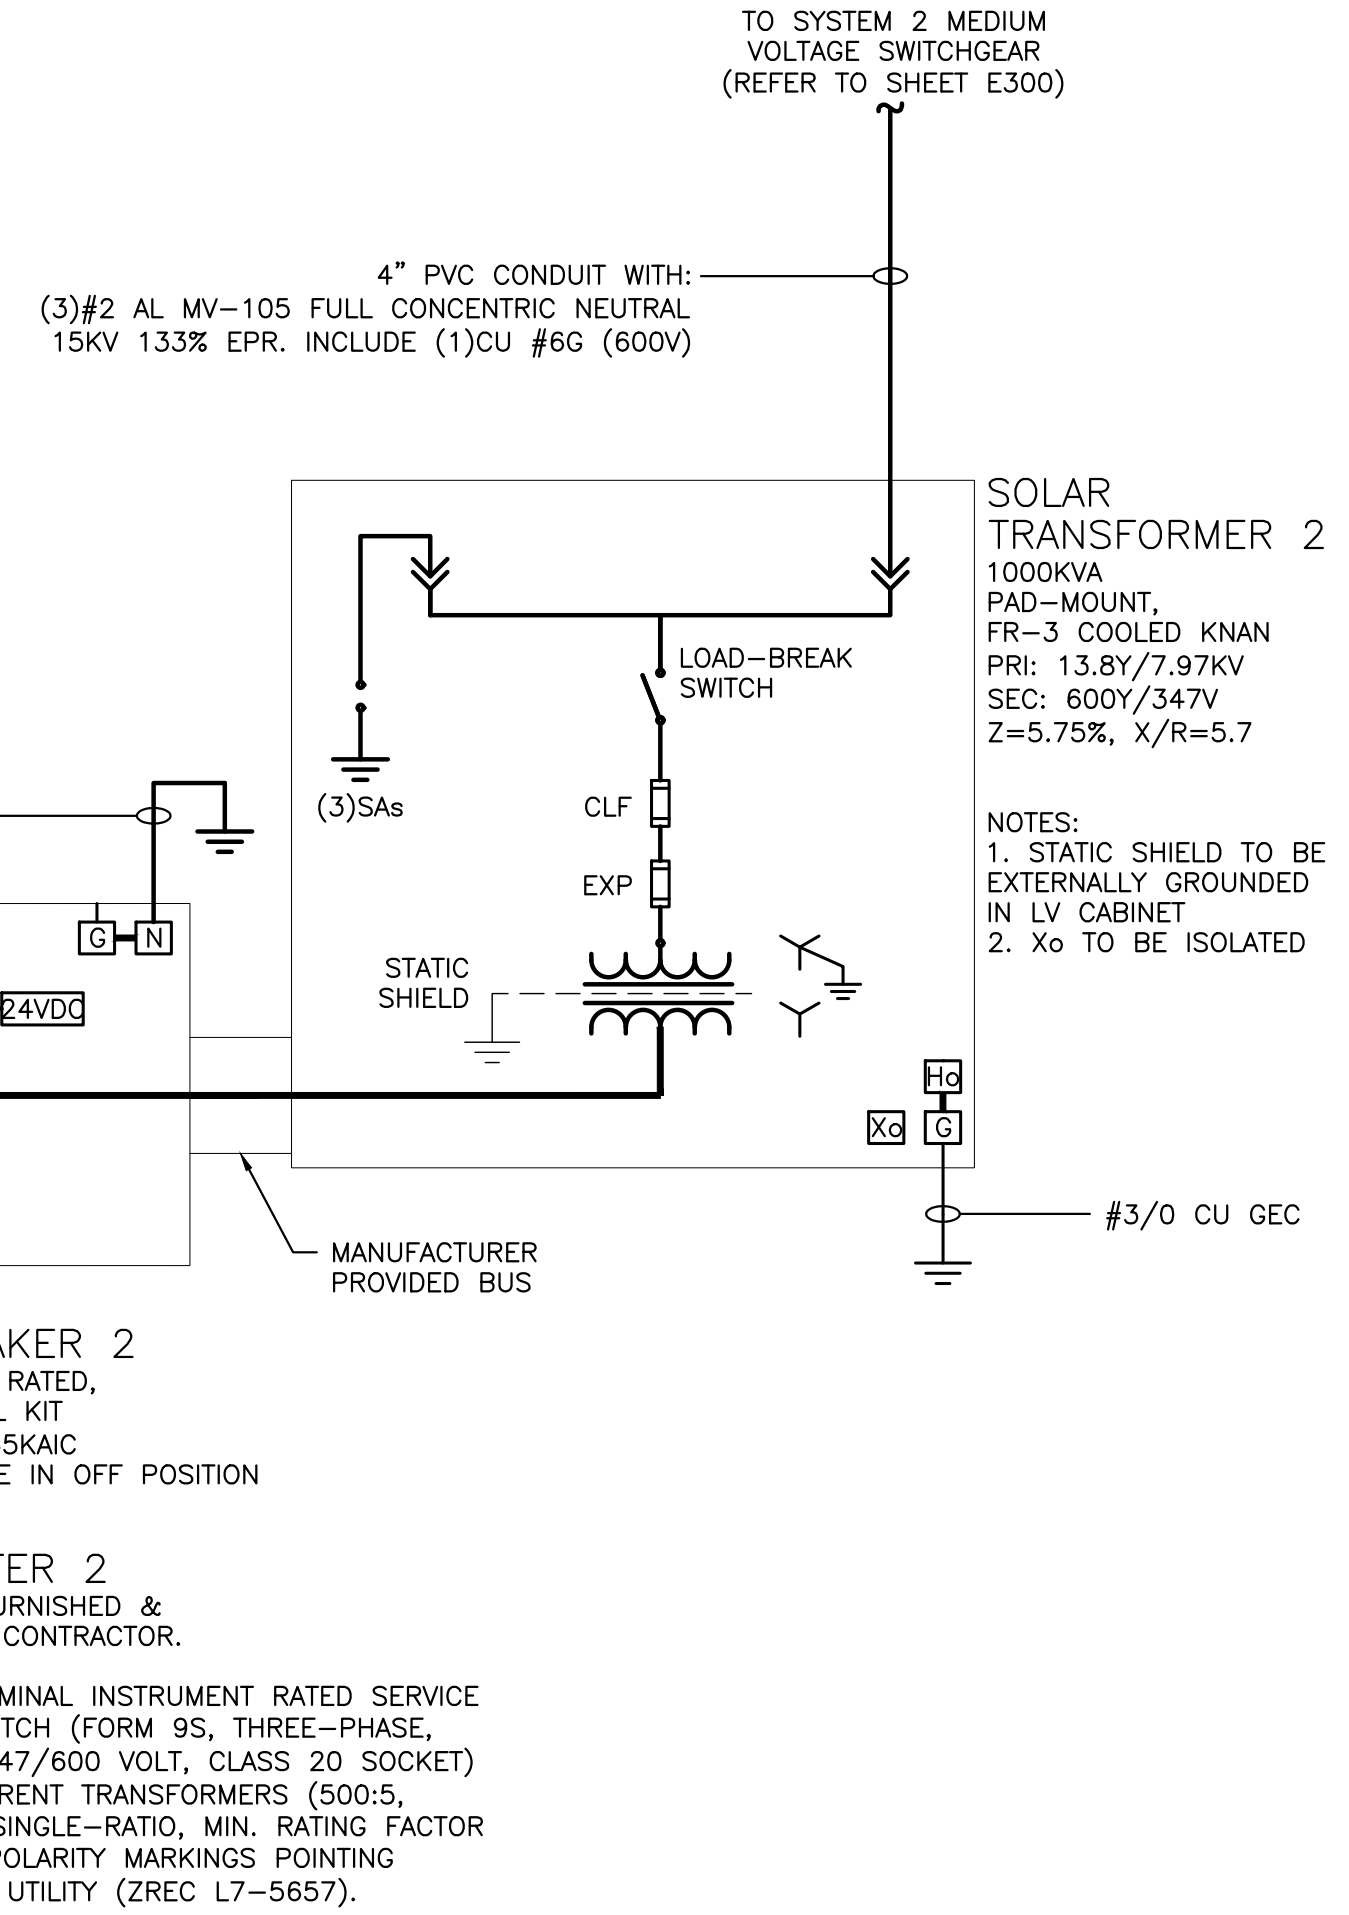 TO SYSTEM 2 MEDIUM
VOLTAGE SWITCHGEAR
(REFER TO SHEET E300)
4" PVC CONDUIT WITH:
(3)#2 AL MV-105 FULL CONCENTRIC NEUTRAL
15KV 133% EPR. INCLUDE (1)CU #6G (600V)
SOLAR
TRANSFORMER 2
1000KVA
PAD-MOUNT,
FR-3 COOLED KNAN
PRI: 13.8Y/7.97KV
SEC: 600Y/347V
Z=5.75%, X/R=5.7
NOTES:
1. STATIC SHIELD TO BE
EXTERNALLY GROUNDED
IN LV CABINET
2. Xo TO BE ISOLATED
LOAD-BREAK
SWITCH
(3)SAs
CLF
EXP
STATIC
SHIELD
G N
24VDC
Ho
Xo G
#3/0 CU GEC
MANUFACTURER
PROVIDED BUS
AKER 2
RATED,
L KIT
5KAIC
E IN OFF POSITION
TER 2
URNISHED &
CONTRACTOR.
MINAL INSTRUMENT RATED SERVICE
TCH (FORM 9S, THREE-PHASE,
47/600 VOLT, CLASS 20 SOCKET)
RENT TRANSFORMERS (500:5,
SINGLE-RATIO, MIN. RATING FACTOR
POLARITY MARKINGS POINTING
UTILITY (ZREC L7-5657).